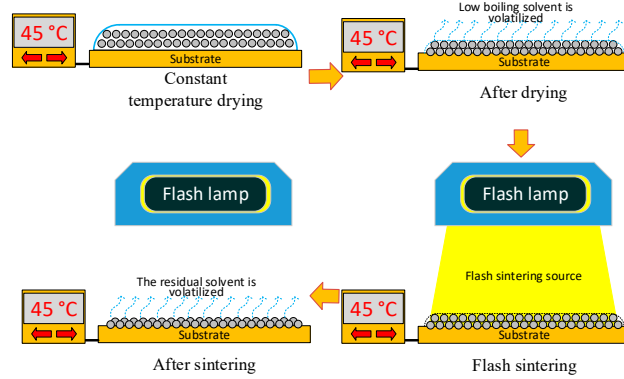 45 °C
Substrate
Constant
temperature drying
Low boiling solvent is
volatilized
45 °C
Substrate
After drying
Flash lamp
Flash sintering source
45 °C
Substrate
Flash sintering
Flash lamp
The residual solvent is
volatilized
45 °C
Substrate
After sintering